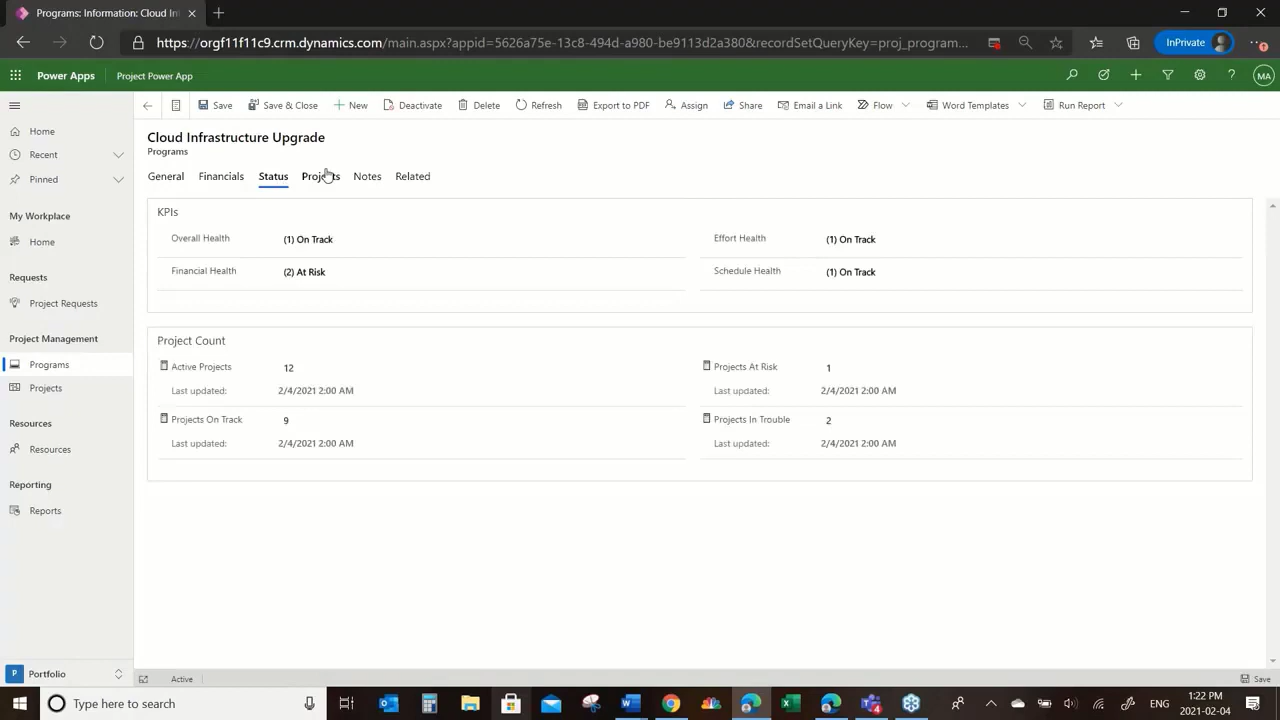 Programs: Information: Cloud In
https://orgf11f11c9.crm.dynamics.com/main.aspx?appid=5626a75e-13c8-494d-a980-be9113d2a380&recordSetQueryKey=proj_program...
InPrivate
Power Apps
Project Power App
MA
Save
Save & Close
New
Deactivate
Delete
Refresh
Export to PDF
Assign
Share
Email a Link
Flow
Word Templates
Run Report
Home
Recent
Pinned
My Workplace
Home
Requests
Project Requests
Project Management
Programs
Projects
Resources
Resources
Reporting
Reports
P Portfolio
Cloud Infrastructure Upgrade
Programs
General Financials Status Projects Notes Related
KPIs
Overall Health (1) On Track
Effort Health (1) On Track
Financial Health (2) At Risk
Schedule Health (1) On Track
Project Count
Active Projects 12
Last updated: 2/4/2021 2:00 AM
Projects At Risk 1
Last updated: 2/4/2021 2:00 AM
Projects On Track 9
Last updated: 2/4/2021 2:00 AM
Projects In Trouble 2
Last updated: 2/4/2021 2:00 AM
Active
Save
Type here to search
ENG
1:22 PM
2021-02-04